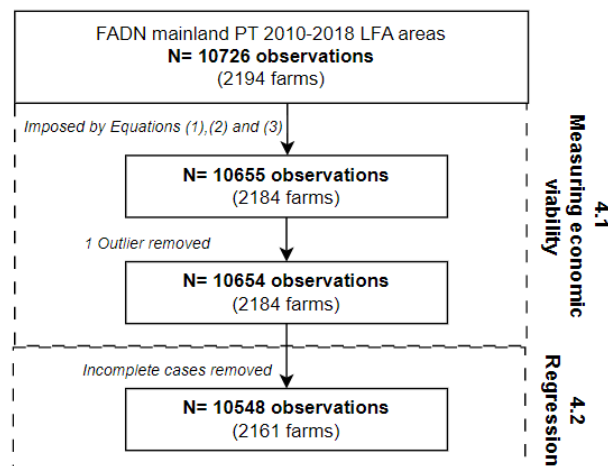 FADN mainland PT 2010-2018 LFA areas
N= 10726 observations
(2194 farms)
Imposed by Equations (1),(2) and (3)
N= 10655 observations
(2184 farms)
1 Outlier removed
N= 10654 observations
(2184 farms)
4.1
Measuring economic
viability
Incomplete cases removed
N= 10548 observations
(2161 farms)
4.2
Regression